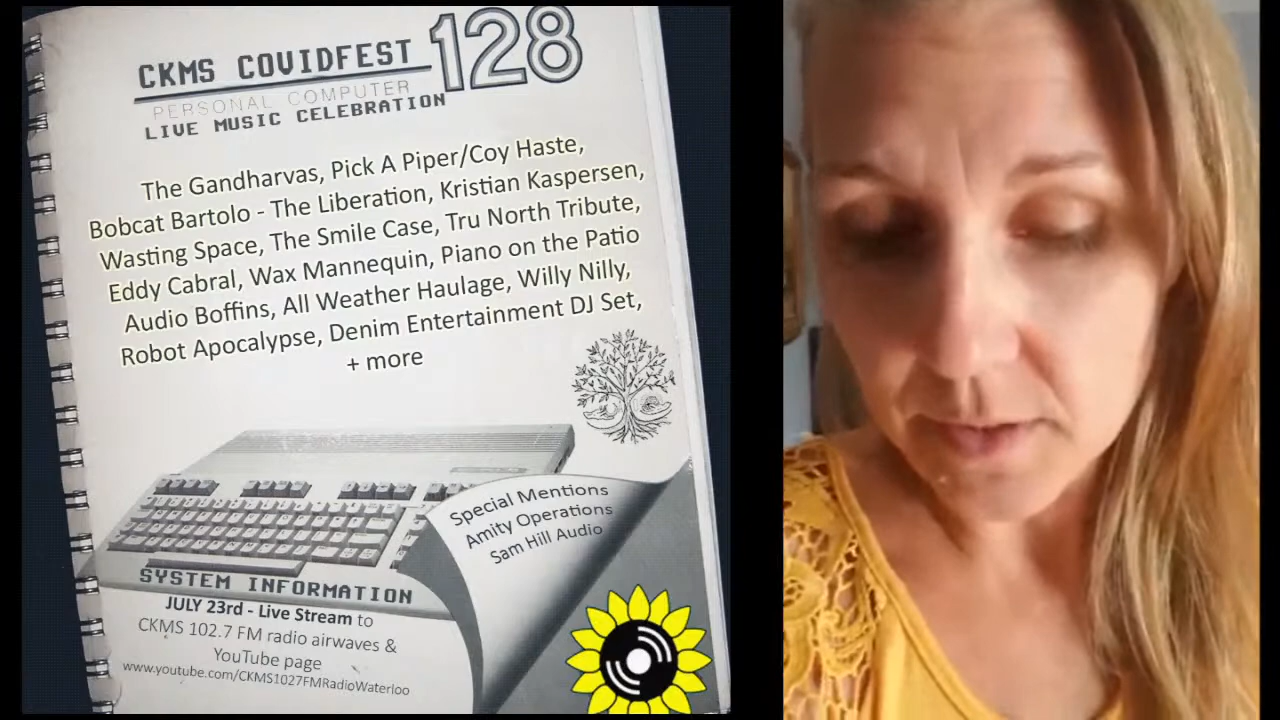 CKMS COVIDFEST 128
PERSONAL COMPUTER
LIVE MUSIC CELEBRATION
The Gandharvas, Pick A Piper/Coy Haste,
Bobcat Bartolo - The Liberation, Kristian Kaspersen,
Wasting Space, The Smile Case, Tru North Tribute,
Eddy Cabral, Wax Mannequin, Piano on the Patio
Audio Boffins, All Weather Haulage, Willy Nilly,
Robot Apocalypse, Denim Entertainment DJ Set,
+ more
Special Mentions
Amity Operations
Sam Hill Audio
SYSTEM INFORMATION
JULY 23rd - Live Stream to
CKMS 102.7 FM radio airwaves &
YouTube page
www.youtube.com/CKMS1027FMRadioWaterloo